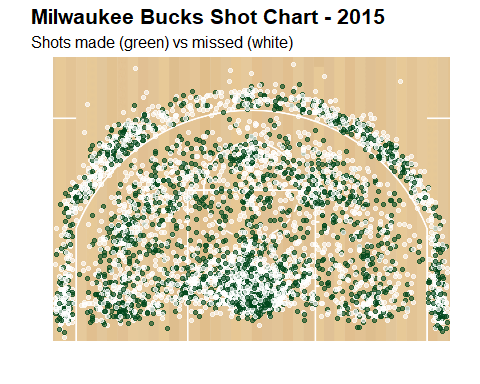 Milwaukee Bucks Shot Chart - 2015
Shots made (green) vs missed (white)